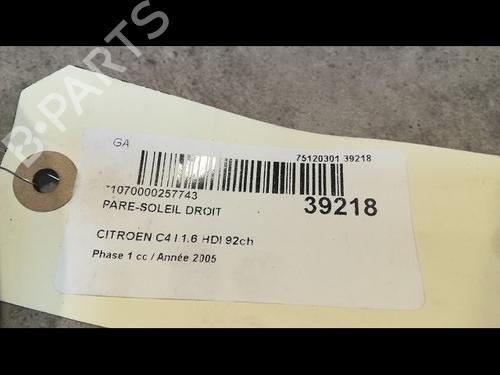 B-PARTS
GA
75120301 39218
*1070000257743
39218
PARE-SOLEIL DROIT
CITROEN C4 I 1.6 HDI 92ch
Phase 1 cc / Année 2005